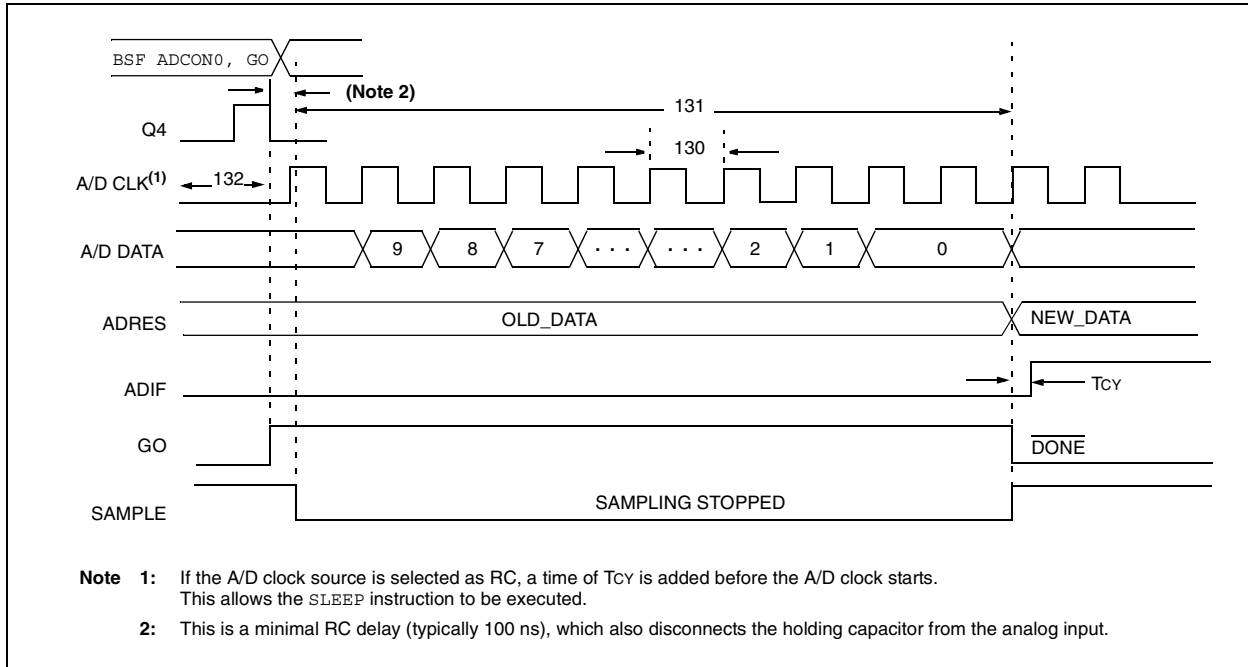 BSF ADCON0, GO
(Note 2)
131
Q4
130
A/D CLK(1)
132
A/D DATA
9 8 7 . . . . . . 2 1 0
ADRES
OLD_DATA
NEW_DATA
ADIF
TCY
GO
DONE
SAMPLE
SAMPLING STOPPED
Note 1: If the A/D clock source is selected as RC, a time of TCY is added before the A/D clock starts.
This allows the SLEEP instruction to be executed.
2: This is a minimal RC delay (typically 100 ns), which also disconnects the holding capacitor from the analog input.